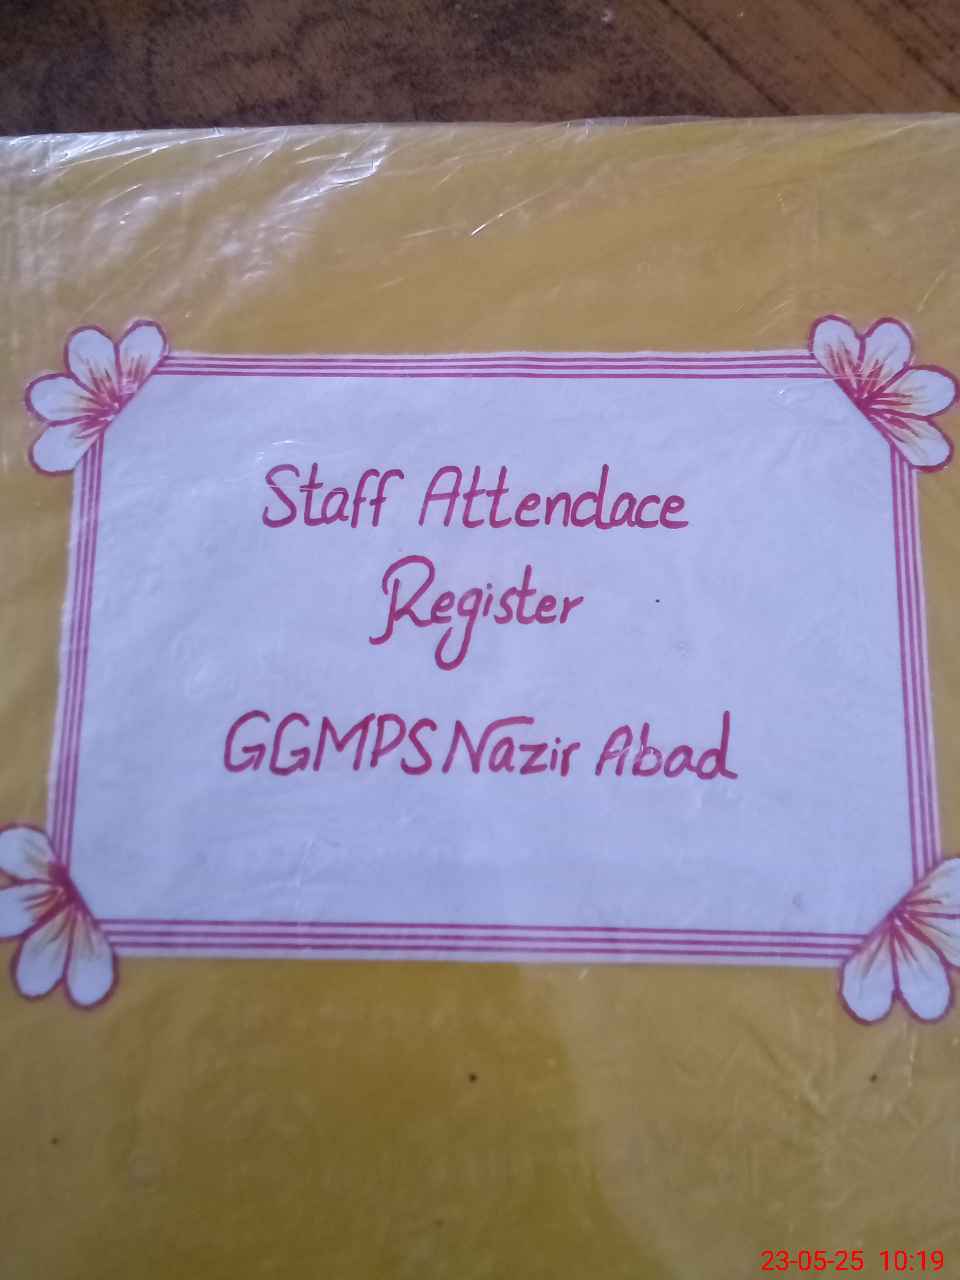 Staff Attendace
Register
GGMPS Nazir Abad
23-05-25 10:19